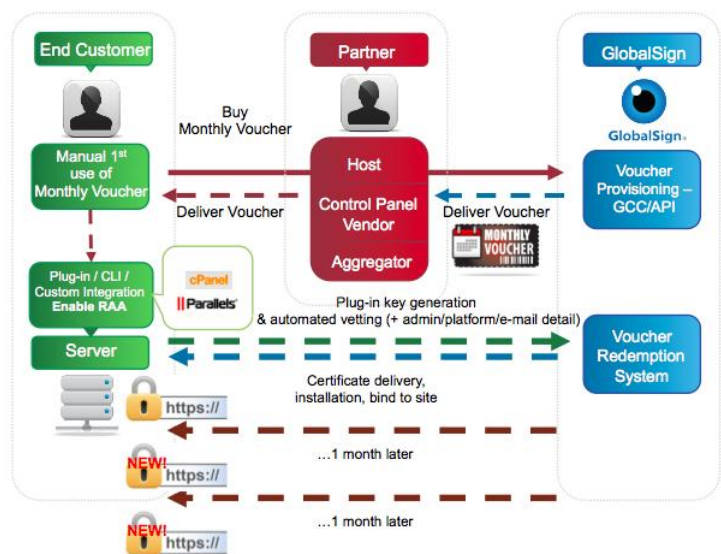 End Customer
Partner
GlobalSign
Buy
Monthly Voucher
GlobalSign®
Manual 1st
use of
Monthly Voucher
Host
Voucher
Provisioning –
GCC/API
Deliver Voucher
Control Panel
Vendor
Deliver Voucher
MONTHLY
VOUCHER
Aggregator
Plug-in / CLI /
Custom Integration
Enable RAA
cPanel
Parallels®
Plug-in key generation
& automated vetting (+ admin/platform/e-mail detail)
Server
Voucher
Redemption
System
Certificate delivery,
installation, bind to site
https://
…1 month later
NEW!
https://
…1 month later
NEW!
https://